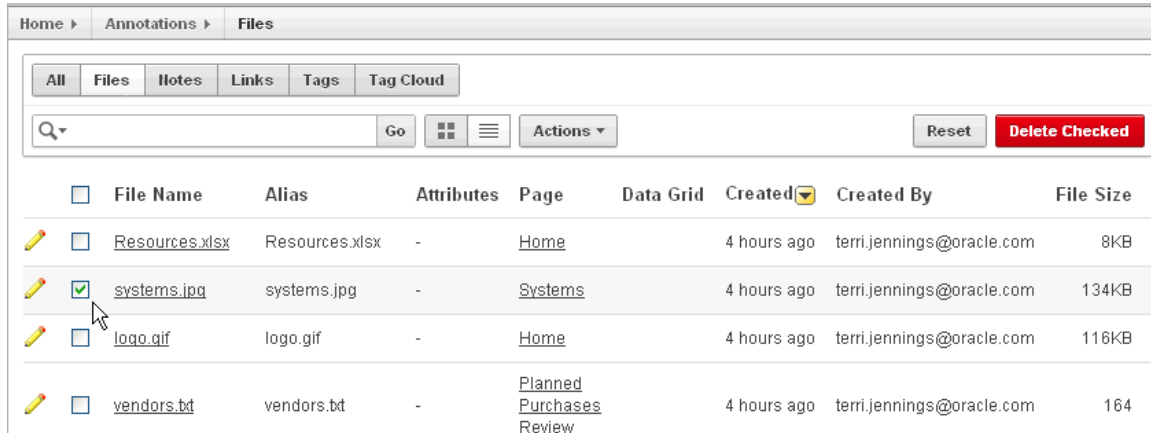 Home Annotations Files
All Files Notes Links Tags Tag Cloud
Go Actions Reset Delete Checked
File Name Alias Attributes Page Data Grid Created Created By File Size
Resources.xlsx Resources.xlsx - Home 4 hours ago terri.jennings@oracle.com 8KB
systems.jpg systems.jpg - Systems 4 hours ago terri.jennings@oracle.com 134KB
logo.gif logo.gif - Home 4 hours ago terri.jennings@oracle.com 116KB
Planned
vendors.txt vendors.txt - Purchases 4 hours ago terri.jennings@oracle.com 164
Review